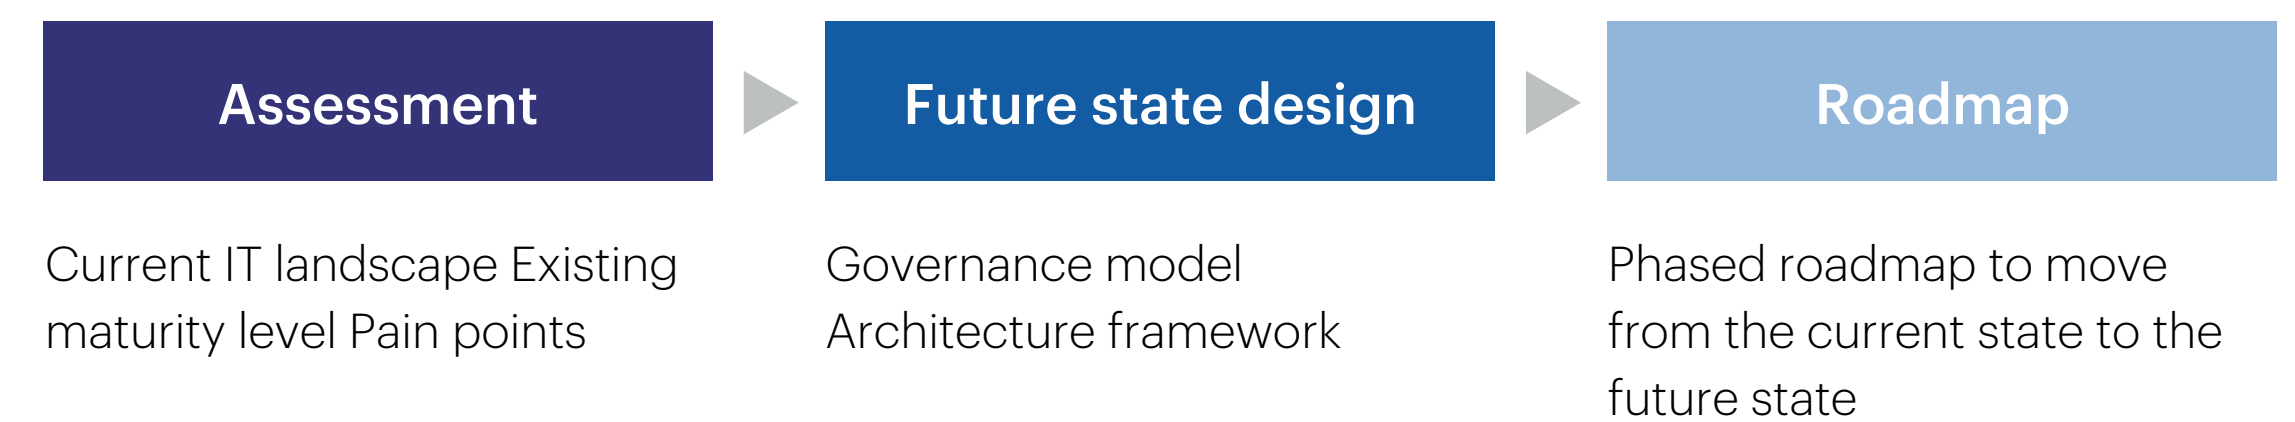 Assessment
Future state design
Roadmap
Current IT landscape Existing
maturity level Pain points
Governance model
Architecture framework
Phased roadmap to move
from the current state to the
future state